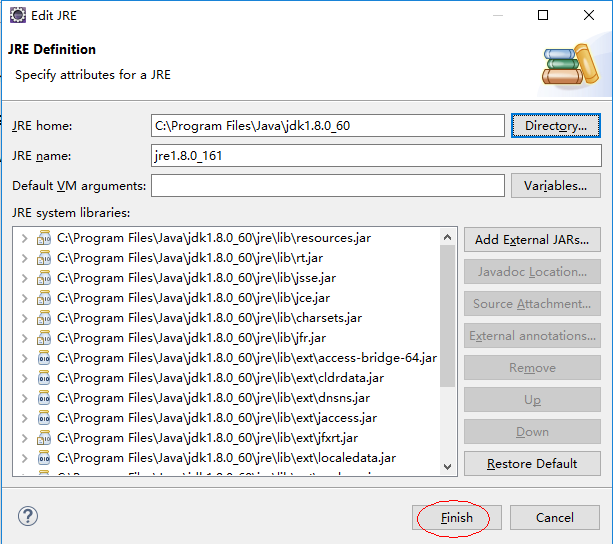 Edit JRE
JRE Definition
Specify attributes for a JRE
JRE home:
C:\Program Files\Java\jdk1.8.0_60
Directory...
JRE name:
jre1.8.0_161
Default VM arguments:
Variables...
JRE system libraries:
C:\Program Files\Java\jdk1.8.0_60\jre\lib\resources.jar
C:\Program Files\Java\jdk1.8.0_60\jre\lib\rt.jar
C:\Program Files\Java\jdk1.8.0_60\jre\lib\jsse.jar
C:\Program Files\Java\jdk1.8.0_60\jre\lib\jce.jar
C:\Program Files\Java\jdk1.8.0_60\jre\lib\charsets.jar
C:\Program Files\Java\jdk1.8.0_60\jre\lib\jfr.jar
C:\Program Files\Java\jdk1.8.0_60\jre\lib\ext\access-bridge-64.jar
C:\Program Files\Java\jdk1.8.0_60\jre\lib\ext\cldrdata.jar
C:\Program Files\Java\jdk1.8.0_60\jre\lib\ext\dnsns.jar
C:\Program Files\Java\jdk1.8.0_60\jre\lib\ext\jaccess.jar
C:\Program Files\Java\jdk1.8.0_60\jre\lib\ext\jfxrt.jar
C:\Program Files\Java\jdk1.8.0_60\jre\lib\ext\localedata.jar
Add External JARs...
Javadoc Location...
Source Attachment...
External annotations...
Remove
Up
Down
Restore Default
Finish
Cancel